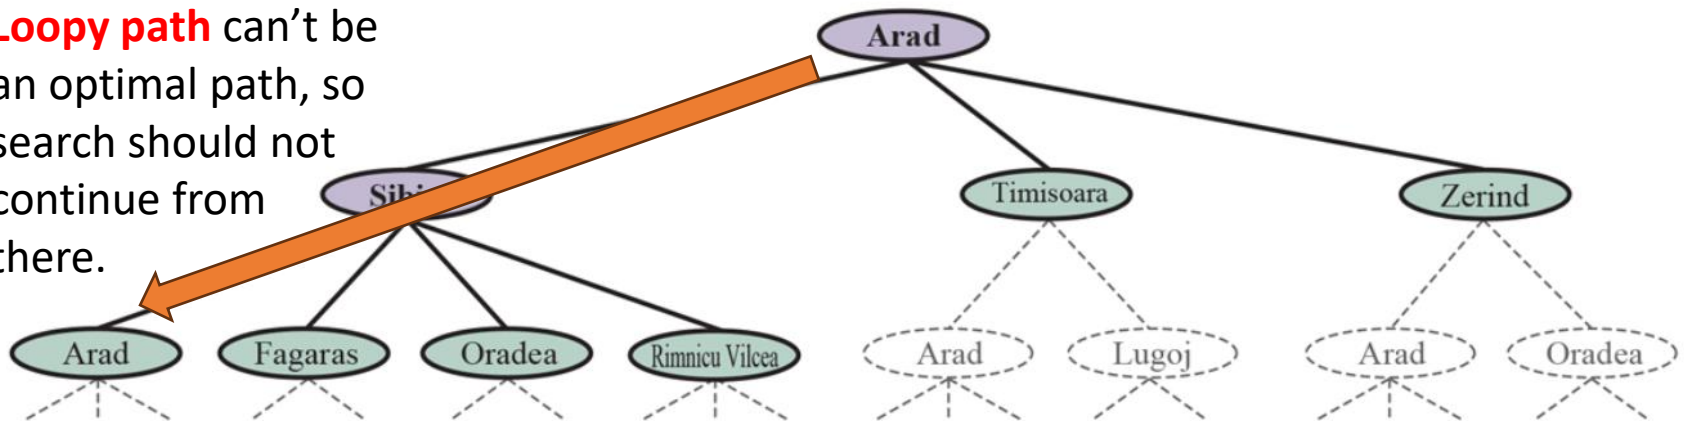 Loopy path can't be
an optimal path, so
search should not
continue from
there.
Arad
Timisoara
Zerind
Arad
Fagaras
Oradea
Rimnicu Vilcea
Arad
Lugoj
Arad
Oradea